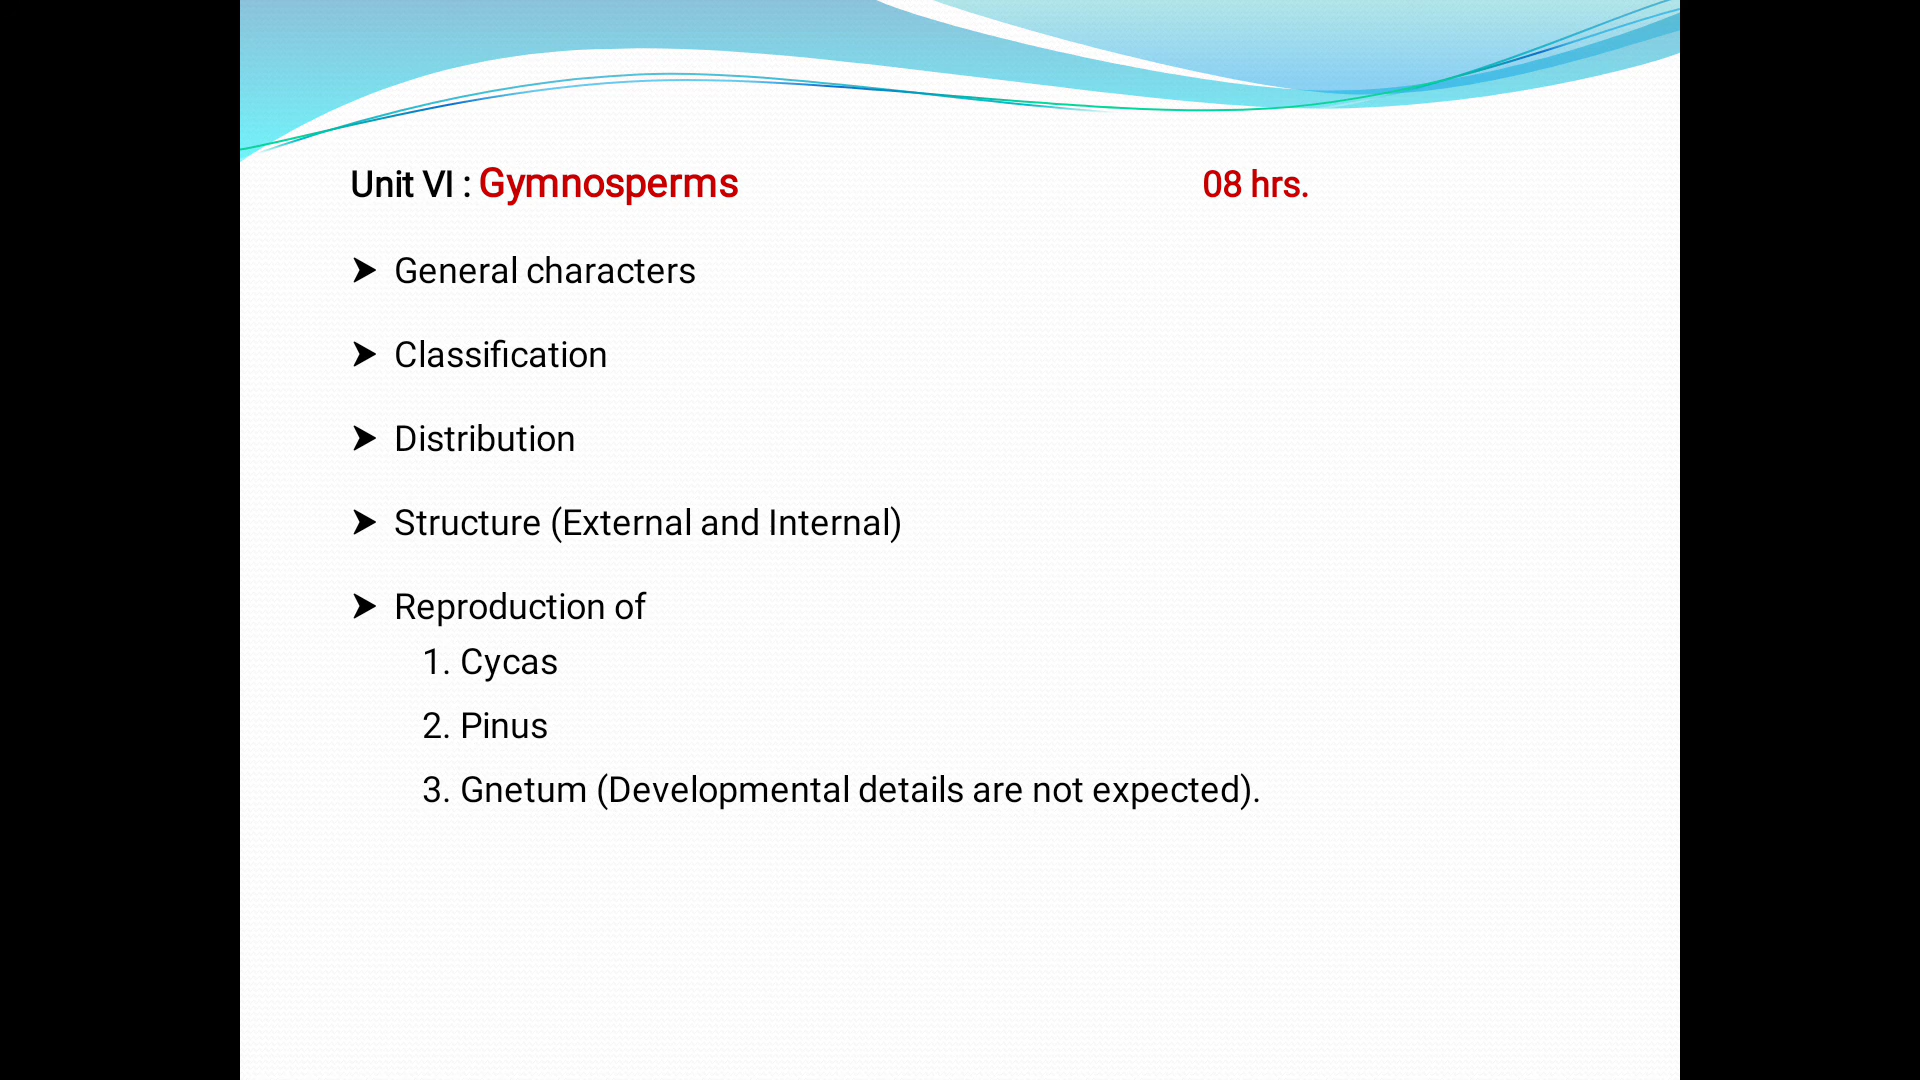 Unit VI : Gymnosperms 08 hrs.
➤ General characters
➤ Classification
➤ Distribution
➤ Structure (External and Internal)
➤ Reproduction of
1. Cycas
2. Pinus
3. Gnetum (Developmental details are not expected).